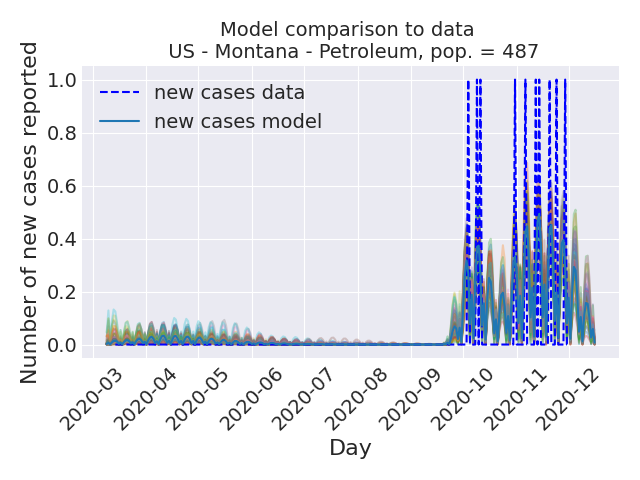 Model comparison to data
US - Montana - Petroleum, pop. = 487
Number of new cases reported
1.0
0.8
0.6
0.4
0.2
0.0
new cases data
new cases model
2020-03
2020-04
2020-05
2020-06
2020-07
2020-08
2020-09
2020-10
2020-11
2020-12
Day